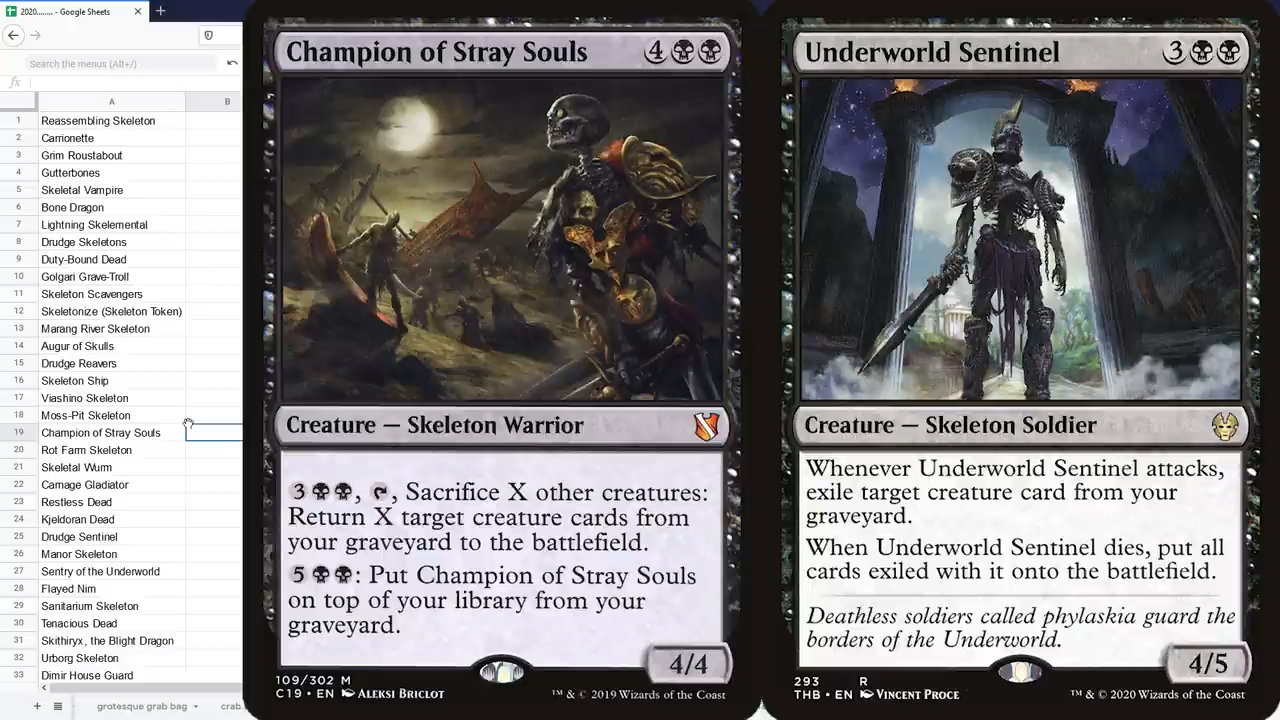 2020........ - Google Sheets
Search the menus (Alt+/)
fx
A B
1 Reassembling Skeleton
2 Carrionette
3 Grim Roustabout
4 Gutterbones
5 Skeletal Vampire
6 Bone Dragon
7 Lightning Skelemental
8 Drudge Skeletons
9 Duty-Bound Dead
10 Golgari Grave-Troll
11 Skeleton Scavengers
12 Skeletonize (Skeleton Token)
13 Marang River Skeleton
14 Augur of Skulls
15 Drudge Reavers
16 Skeleton Ship
17 Viashino Skeleton
18 Moss-Pit Skeleton
19 Champion of Stray Souls
20 Rot Farm Skeleton
21 Skeletal Wurm
22 Carnage Gladiator
23 Restless Dead
24 Kjeldoran Dead
25 Drudge Sentinel
26 Manor Skeleton
27 Sentry of the Underworld
28 Flayed Nim
29 Sanitarium Skeleton
30 Tenacious Dead
31 Skithiryx, the Blight Dragon
32 Urborg Skeleton
33 Dimir House Guard
grotesque grab bag
crab
Champion of Stray Souls 4
Creature — Skeleton Warrior
3, , Sacrifice X other creatures:
Return X target creature cards from
your graveyard to the battlefield.
5: Put Champion of Stray Souls
on top of your library from your
graveyard.
4/4
109/302 M
C19 • EN ALEKSI BRICLOT
™ & © 2019 Wizards of the Coast
Underworld Sentinel 3
Creature — Skeleton Soldier
Whenever Underworld Sentinel attacks,
exile target creature card from your
graveyard.
When Underworld Sentinel dies, put all
cards exiled with it onto the battlefield.
Deathless soldiers called phylaskia guard the
borders of the Underworld.
4/5
293 R
THB • EN VINCENT PROCE
™ & © 2020 Wizards of the Coast